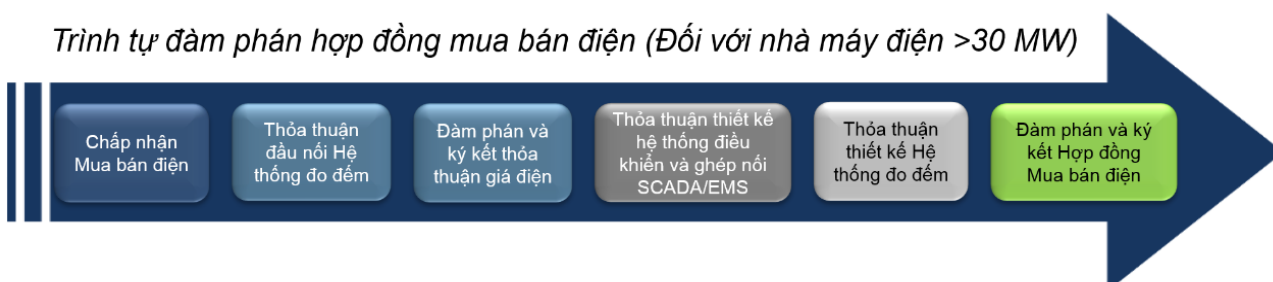 Trình tự đàm phán hợp đồng mua bán điện (Đối với nhà máy điện >30 MW)
Chấp nhận
Mua bán điện
Thỏa thuận
đầu nối Hệ
thống đo đếm
Đàm phán và
ký kết thỏa
thuận giá điện
Thỏa thuận thiết kế
hệ thống điều
khiển và ghép nối
SCADA/EMS
Thỏa thuận
thiết kế Hệ
thống đo đếm
Đàm phán và ký
kết Hợp đồng
Mua bán điện